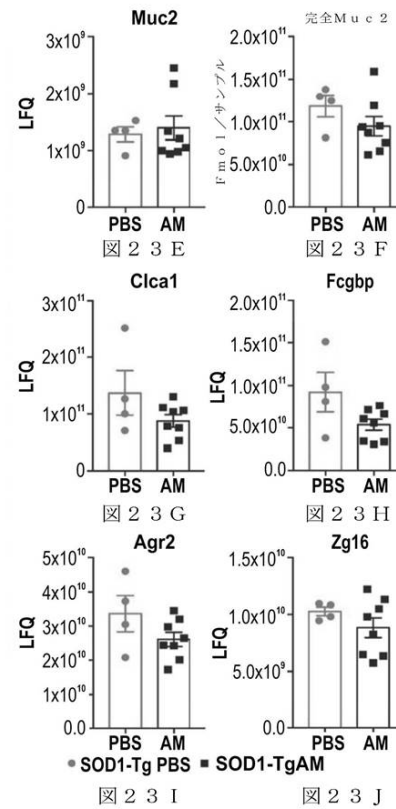 Muc2
LFQ
3x10⁹
2x10⁹
1x10⁹
0
PBS AM
図２３E
完全Ｍｕｃ２
Ｆｍｏｌ／サンプル
2.0x10¹¹
1.5x10¹¹
1.0x10¹¹
5.0x10¹⁰
0.0
PBS AM
図２３F
Clca1
LFQ
3x10¹¹
2x10¹¹
1x10¹¹
0
PBS AM
図２３G
Fcgbp
LFQ
2.0x10¹¹
1.5x10¹¹
1.0x10¹¹
5.0x10¹⁰
0.0
PBS AM
図２３H
Agr2
LFQ
5x10¹⁰
4x10¹⁰
3x10¹⁰
2x10¹⁰
1x10¹⁰
0.0
PBS AM
Zg16
LFQ
1.5x10¹⁰
1.0x10¹⁰
5.0x10⁹
0.0
PBS AM
SOD1-Tg PBS SOD1-TgAM
図２３I 図２３J